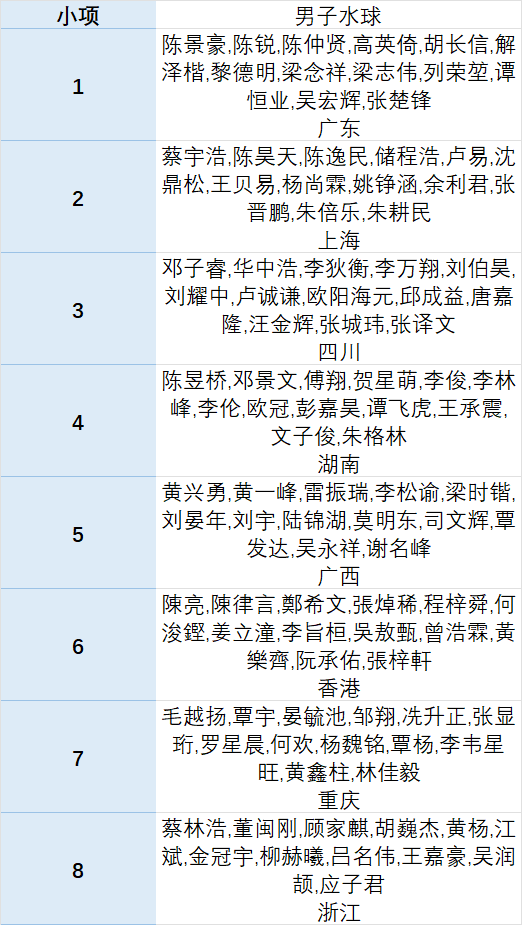 小项 男子水球
1
陈景豪,陈锐,陈仲贤,高英倚,胡长信,解
泽楷,黎德明,梁念祥,梁志伟,列荣堃,谭
恒业,吴宏辉,张楚锋
广东
2
蔡宇浩,陈昊天,陈逸民,储程浩,卢易,沈
鼎松,王贝易,杨尚霖,姚铮涵,余利君,张
晋鹏,朱倍乐,朱耕民
上海
3
邓子睿,华中浩,李狄衡,李万翔,刘伯昊,
刘耀中,卢诚谦,欧阳海元,邱成益,唐嘉
隆,汪金辉,张城玮,张译文
四川
4
陈昱桥,邓景文,傅翔,贺星萌,李俊,李林
峰,李伦,欧冠,彭嘉昊,谭飞虎,王承震,
文子俊,朱格林
湖南
5
黄兴勇,黄一峰,雷振瑞,李松谕,梁时锴,
刘晏年,刘宇,陆锦湖,莫明东,司文辉,覃
发达,吴永祥,谢名峰
广西
6
陳亮,陳律言,鄭希文,張焯稀,程梓舜,何
浚鏗,姜立潼,李旨桓,吳敖甄,曾浩霖,黃
樂齊,阮承佑,張梓軒
香港
7
毛越扬,覃宇,晏毓池,邹翔,冼升正,张显
珩,罗星晨,何欢,杨魏铭,覃杨,李韦星
旺,黄鑫柱,林佳毅
重庆
8
蔡林浩,董闽刚,顾家麒,胡巍杰,黄杨,江
斌,金冠宇,柳赫曦,吕名伟,王嘉豪,吴润
颉,应子君
浙江